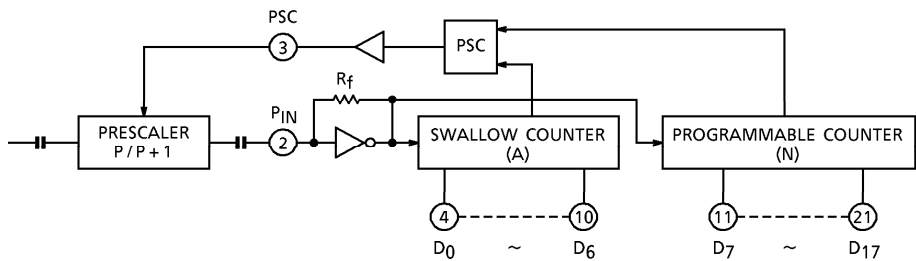 PSC
3
PSC
Rf
PIN
PRESCALER
P / P + 1
2
SWALLOW COUNTER
(A)
PROGRAMMABLE COUNTER
(N)
4
10
11
21
D0 ~ D6
D7 ~ D17